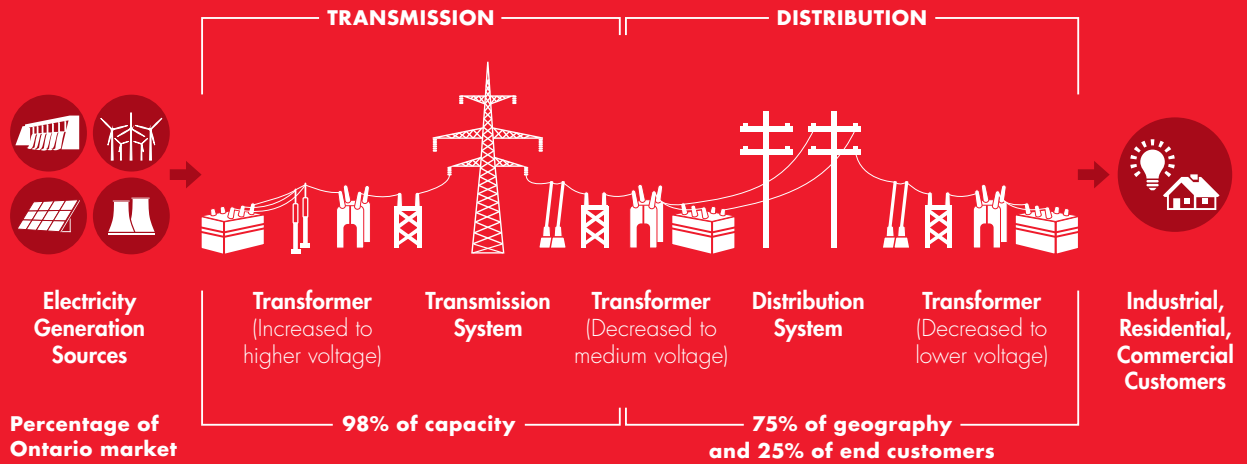 TRANSMISSION
DISTRIBUTION
Electricity
Generation
Sources
Transformer
(Increased to
higher voltage)
Transmission
System
Transformer
(Decreased to
medium voltage)
Distribution
System
Transformer
(Decreased to
lower voltage)
Industrial,
Residential,
Commercial
Customers
Percentage of
Ontario market
98% of capacity
75% of geography
and 25% of end customers